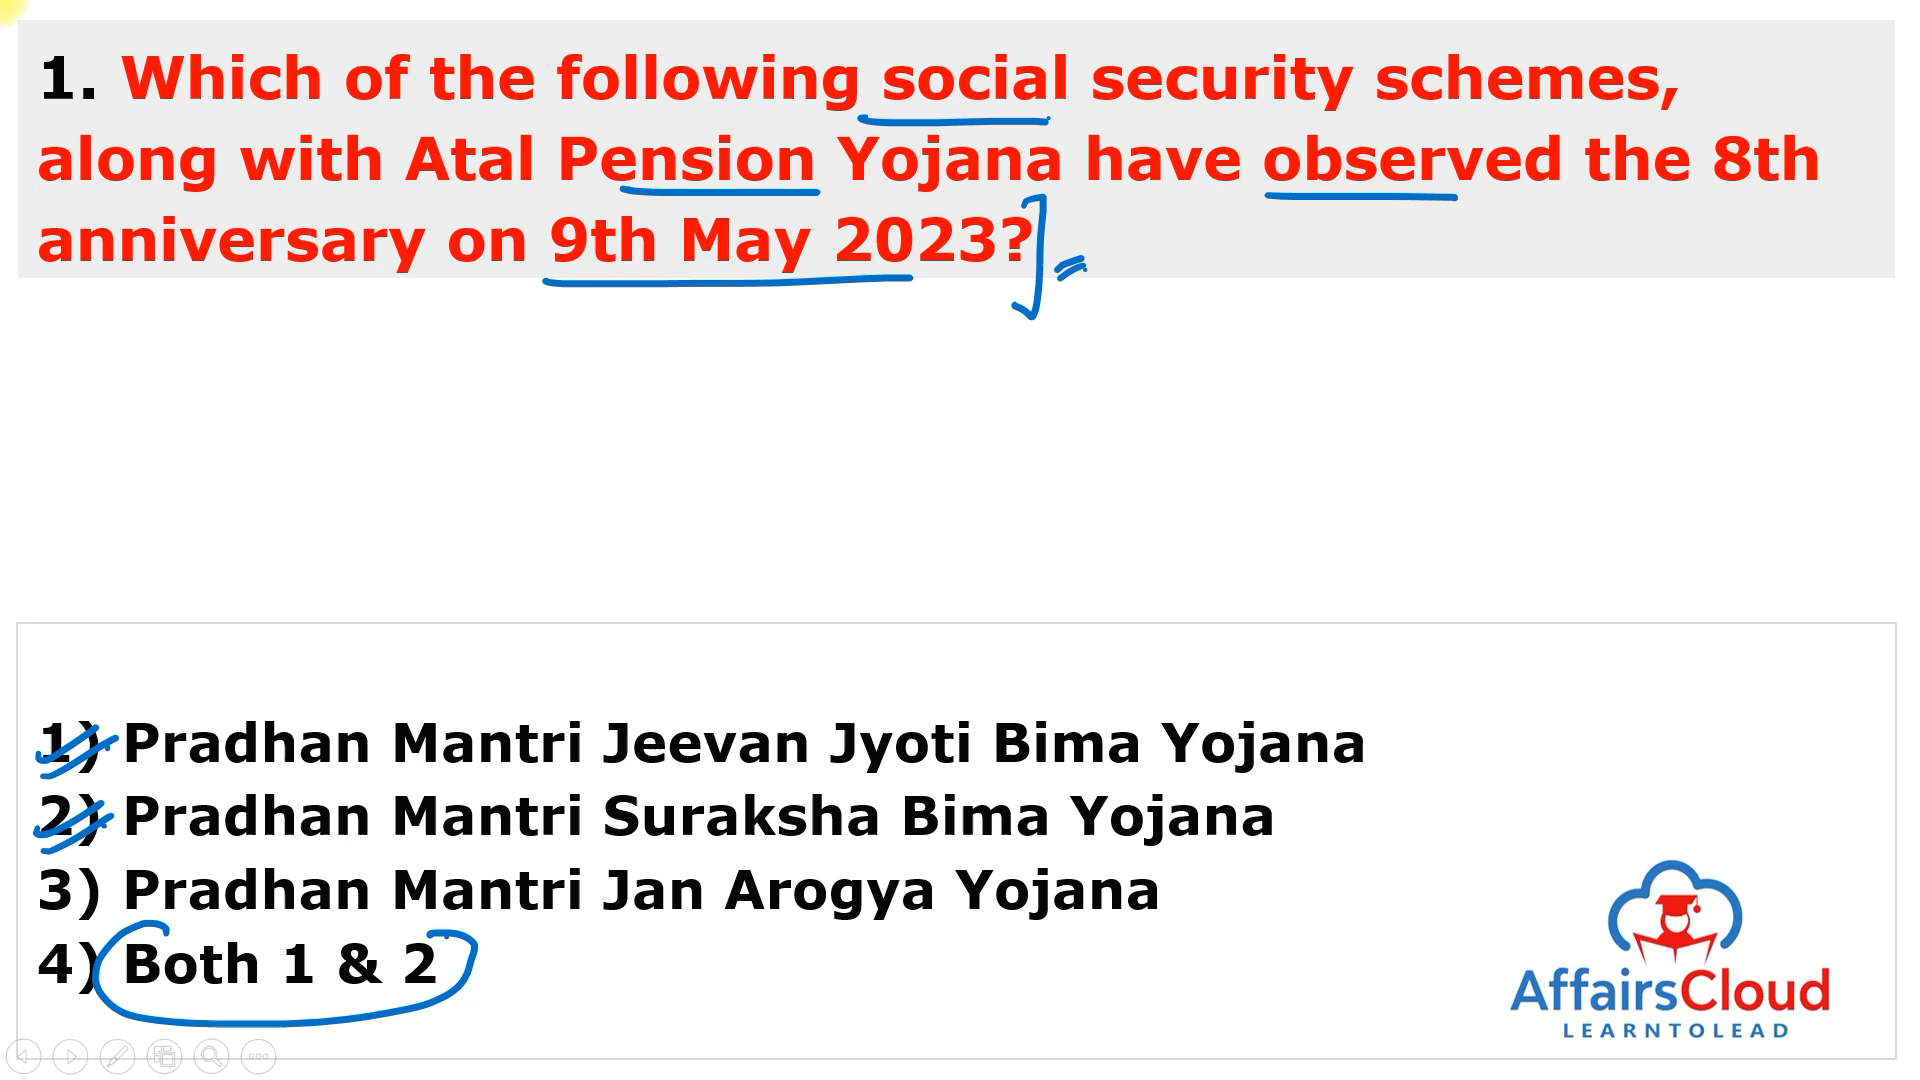 1. Which of the following social security schemes,
along with Atal Pension Yojana have observed the 8th
anniversary on 9th May 2023?
1) Pradhan Mantri Jeevan Jyoti Bima Yojana
2) Pradhan Mantri Suraksha Bima Yojana
3) Pradhan Mantri Jan Arogya Yojana
4) Both 1 & 2
AffairsCloud
LEARNTOLEAD